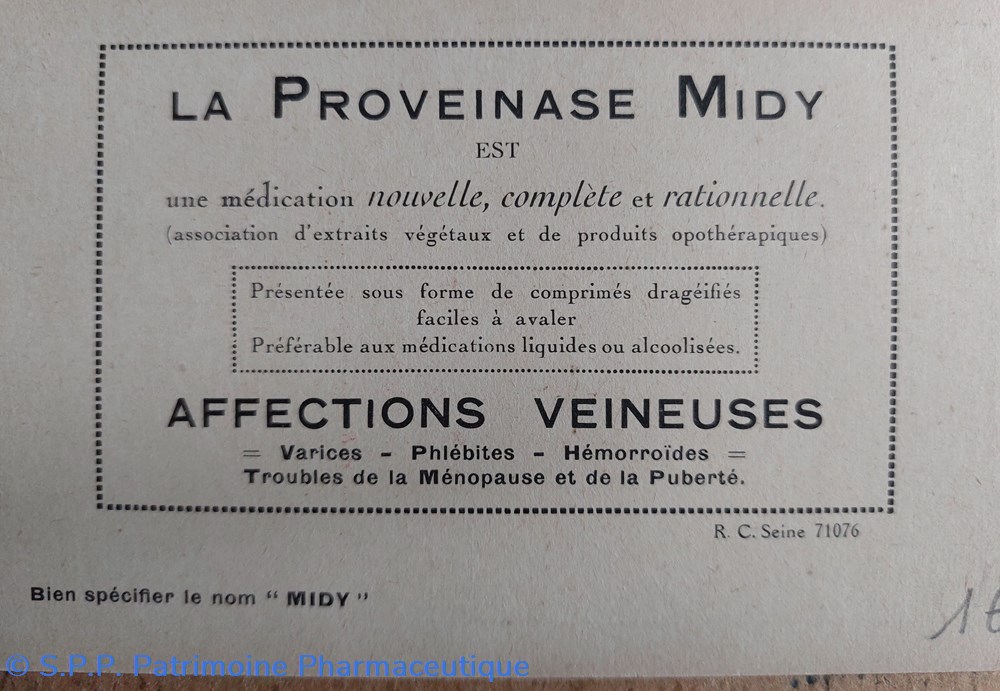 LA PROVEINASE MIDY
EST
une médication nouvelle, complète et rationnelle.
(association d'extraits végétaux et de produits opothérapiques)
Présentée sous forme de comprimés dragéifiés
faciles à avaler
Préférable aux médications liquides ou alcoolisées.
AFFECTIONS VEINEUSES
= Varices - Phlébites - Hémorroïdes =
Troubles de la Ménopause et de la Puberté.
R. C. Seine 71076
Bien spécifier le nom “ MIDY ”
© S.P.P. Patrimoine Pharmaceutique